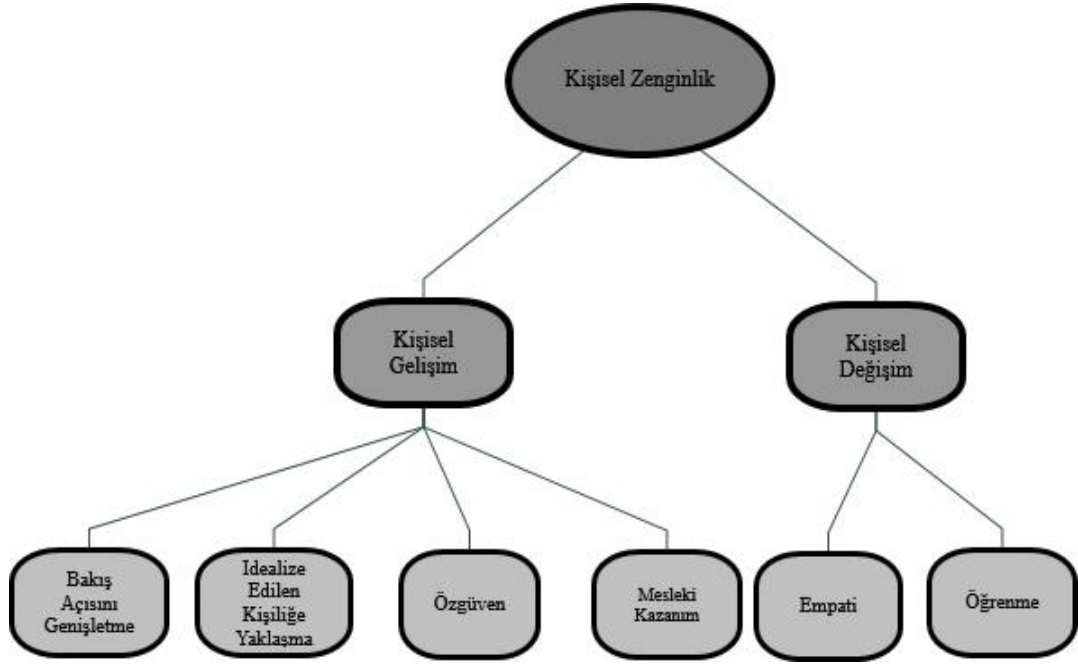 Kişisel Zenginlik
Kişisel
Gelişim
Kişisel
Değişim
Bakış
Açısını
Genişletme
İdealize
Edilen
Kişiliğe
Yaklaşma
Özgüven
Mesleki
Kazanım
Empati
Öğrenme